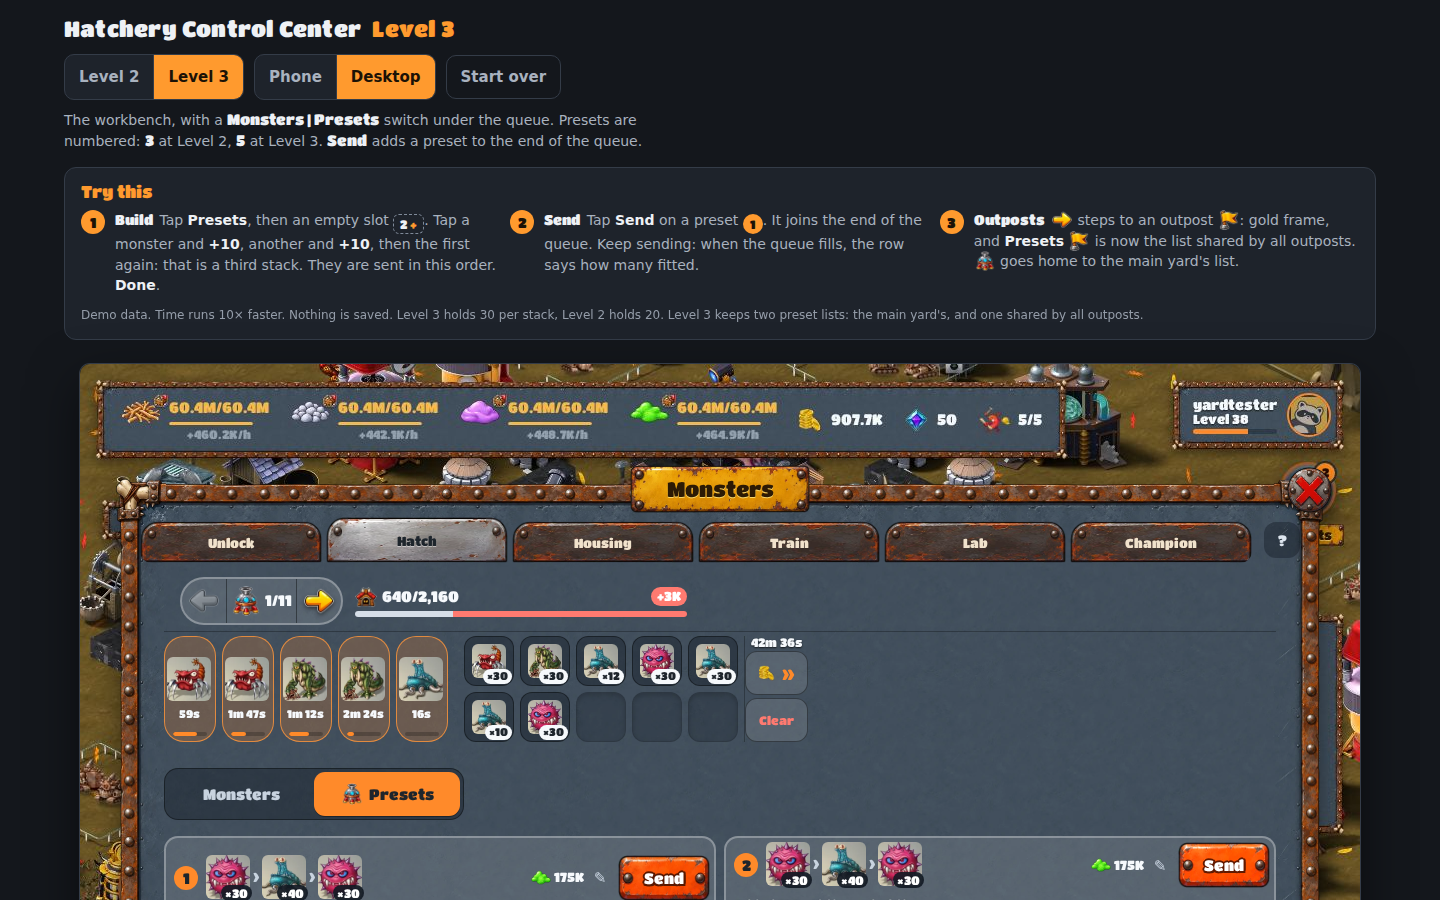 Hatchery Control Center Level 3
Level 2
Level 3
Phone
Desktop
Start over
The workbench, with a Monsters|Presets switch under the queue. Presets are
numbered: 3 at Level 2, 5 at Level 3. Send adds a preset to the end of the queue.
Try this
1
Build Tap Presets, then an empty slot 2+. Tap a
monster and +10, another and +10, then the first
again: that is a third stack. They are sent in this order.
Done.
2
Send Tap Send on a preset 1. It joins the end of the
queue. Keep sending: when the queue fills, the row
says how many fitted.
3
Outposts steps to an outpost : gold frame,
and Presets is now the list shared by all outposts.
goes home to the main yard's list.
Demo data. Time runs 10× faster. Nothing is saved. Level 3 holds 30 per stack, Level 2 holds 20. Level 3 keeps two preset lists: the main yard's, and one shared by all outposts.
60.4M/60.4M
+460.2K/h
60.4M/60.4M
+442.1K/h
60.4M/60.4M
+448.7K/h
60.4M/60.4M
+464.9K/h
907.7K
50
5/5
yardtester
Level 36
Monsters
Unlock
Hatch
Housing
Train
Lab
Champion
?
1/11
640/2,160
+3K
59s
1m 47s
1m 12s
2m 24s
16s
×30
×30
×12
×30
×30
×10
×30
42m 36s
Clear
Monsters
Presets
1
×30
›
×40
›
×30
175K
Send
2
×30
›
×40
›
×30
175K
Send